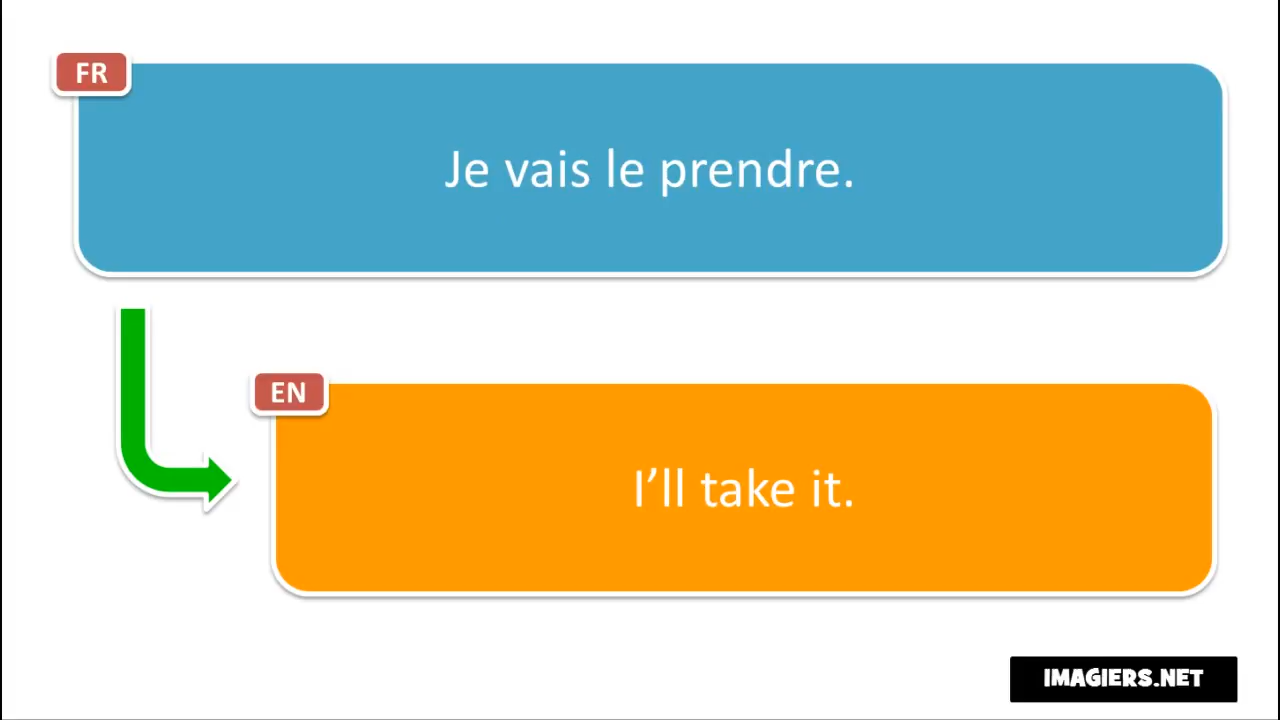 FR
Je vais le prendre.
EN
I’ll take it.
IMAGIERS.NET